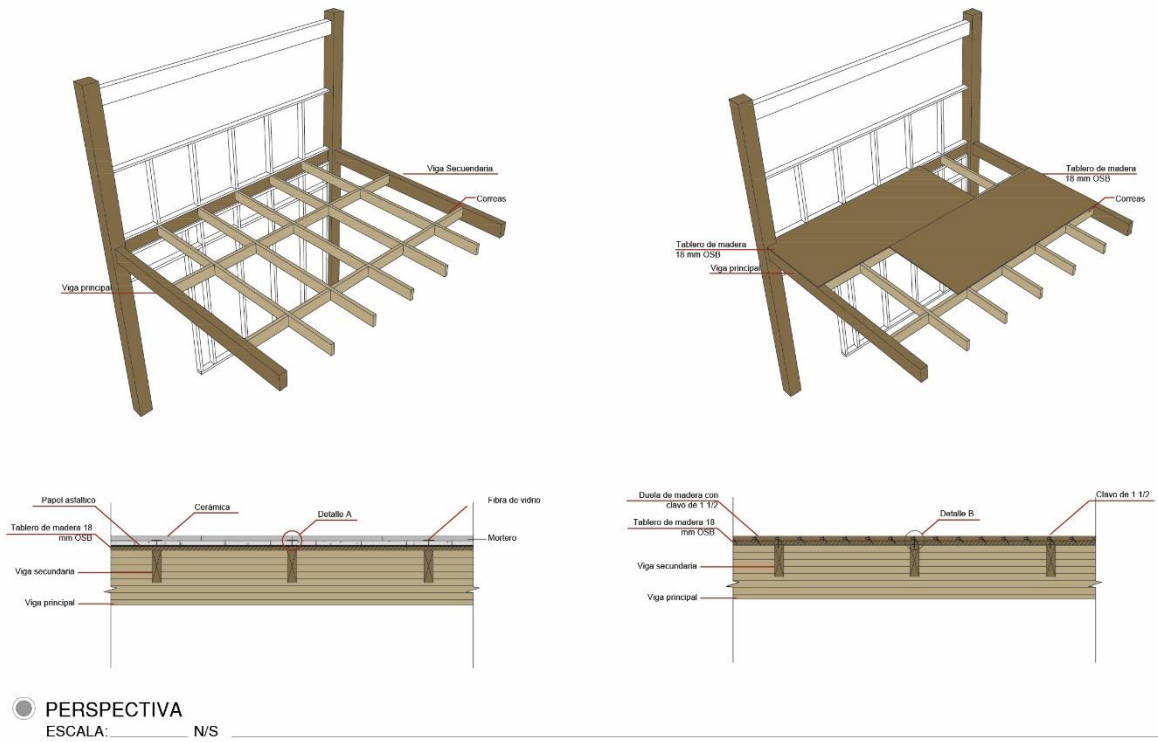 Viga Secuendaria
Correas
Viga principal
Tablero de madera
18 mm OSB
Correas
Tablero de madera
18 mm OSB
Viga principal
Papel asfaltico
Cerámica
Detalle A
Fibra de vidrio
Tablero de madera 18
mm OSB
Mortero
Viga secundaria
Viga principal
Duela de madera con
clavo de 1 1/2
Detalle B
Clavo de 1 1/2
Tablero de madera 18
mm OSB
Viga secundaria
Viga principal
PERSPECTIVA
ESCALA: N/S